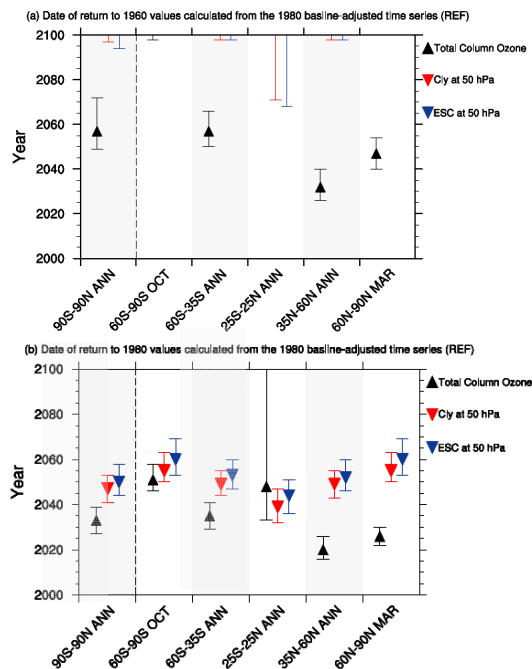 (a) Date of return to 1960 values calculated from the 1980 basline-adjusted time series (REF)
2100
2080
2060
2040
2020
2000
Year
Total Column Ozone
Cly at 50 hPa
ESC at 50 hPa
90S-90N ANN
60S-90S OCT
60S-35S ANN
25S-25N ANN
35N-60N ANN
60N-90N MAR
(b) Date of return to 1980 values calculated from the 1980 basline-adjusted time series (REF)
2100
2080
2060
2040
2020
2000
Year
Total Column Ozone
Cly at 50 hPa
ESC at 50 hPa
90S-90N ANN
60S-90S OCT
60S-35S ANN
25S-25N ANN
35N-60N ANN
60N-90N MAR